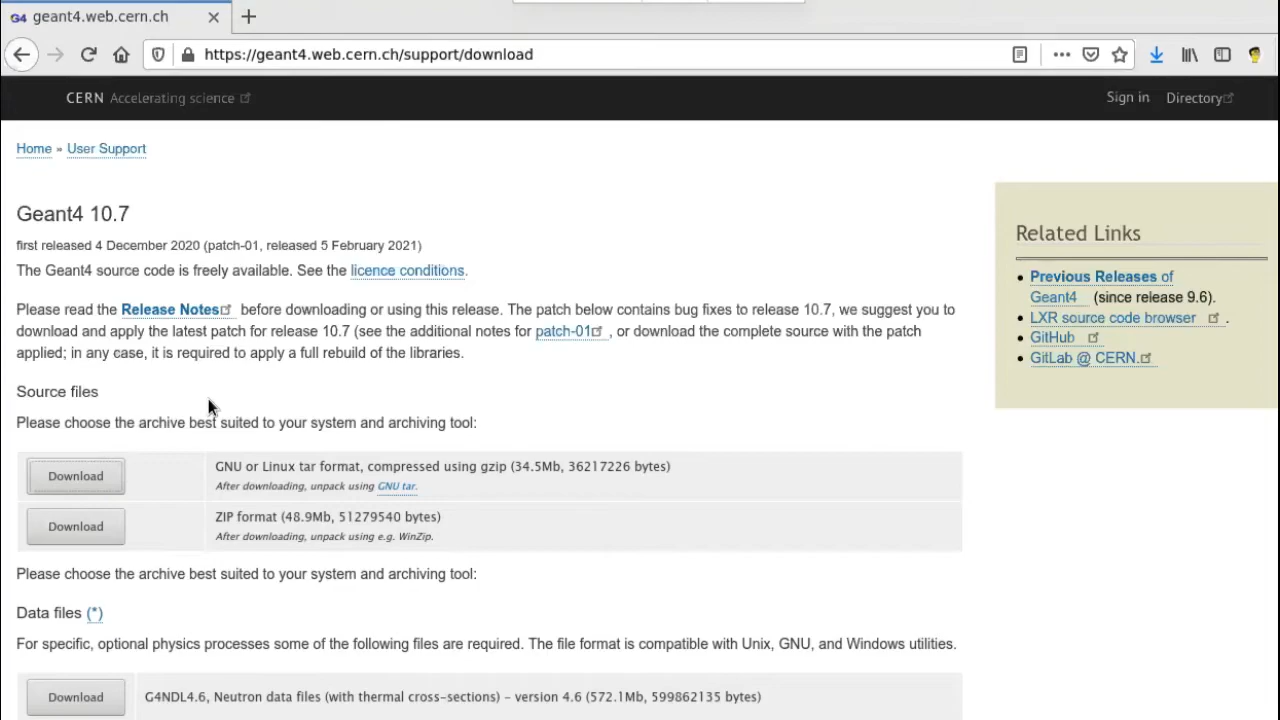 G4 geant4.web.cern.ch
https://geant4.web.cern.ch/support/download
CERN Accelerating science
Sign in Directory
Home » User Support
Geant4 10.7
first released 4 December 2020 (patch-01, released 5 February 2021)
The Geant4 source code is freely available. See the licence conditions.
Please read the Release Notes before downloading or using this release. The patch below contains bug fixes to release 10.7, we suggest you to
download and apply the latest patch for release 10.7 (see the additional notes for patch-01 , or download the complete source with the patch
applied; in any case, it is required to apply a full rebuild of the libraries.
Source files
Please choose the archive best suited to your system and archiving tool:
Download
GNU or Linux tar format, compressed using gzip (34.5Mb, 36217226 bytes)
After downloading, unpack using GNU tar.
Download
ZIP format (48.9Mb, 51279540 bytes)
After downloading, unpack using e.g. WinZip.
Please choose the archive best suited to your system and archiving tool:
Data files (*)
For specific, optional physics processes some of the following files are required. The file format is compatible with Unix, GNU, and Windows utilities.
Download
G4NDL4.6, Neutron data files (with thermal cross-sections) – version 4.6 (572.1Mb, 599862135 bytes)
Related Links
Previous Releases of
Geant4 (since release 9.6).
LXR source code browser .
GitHub
GitLab @ CERN.